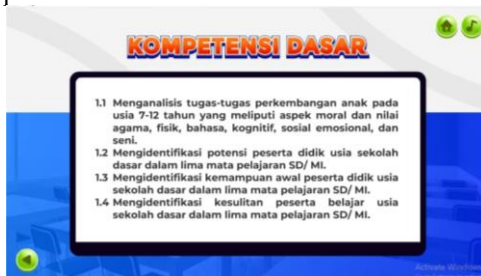 KOMPETENSI DASAR
1.1 Menganalisis tugas-tugas perkembangan anak pada
usia 7-12 tahun yang meliputi aspek moral dan nilai
agama, fisik, bahasa, kognitif, sosial emosional, dan
seni.
1.2 Mengidentifikasi potensi peserta didik usia sekolah
dasar dalam lima mata pelajaran SD/ MI.
1.3 Mengidentifikasi kemampuan awal peserta didik usia
sekolah dasar dalam lima mata pelajaran SD/ MI.
1.4 Mengidentifikasi kesulitan peserta belajar usia
sekolah dasar dalam lima mata pelajaran SD/ MI.
Activate Windows